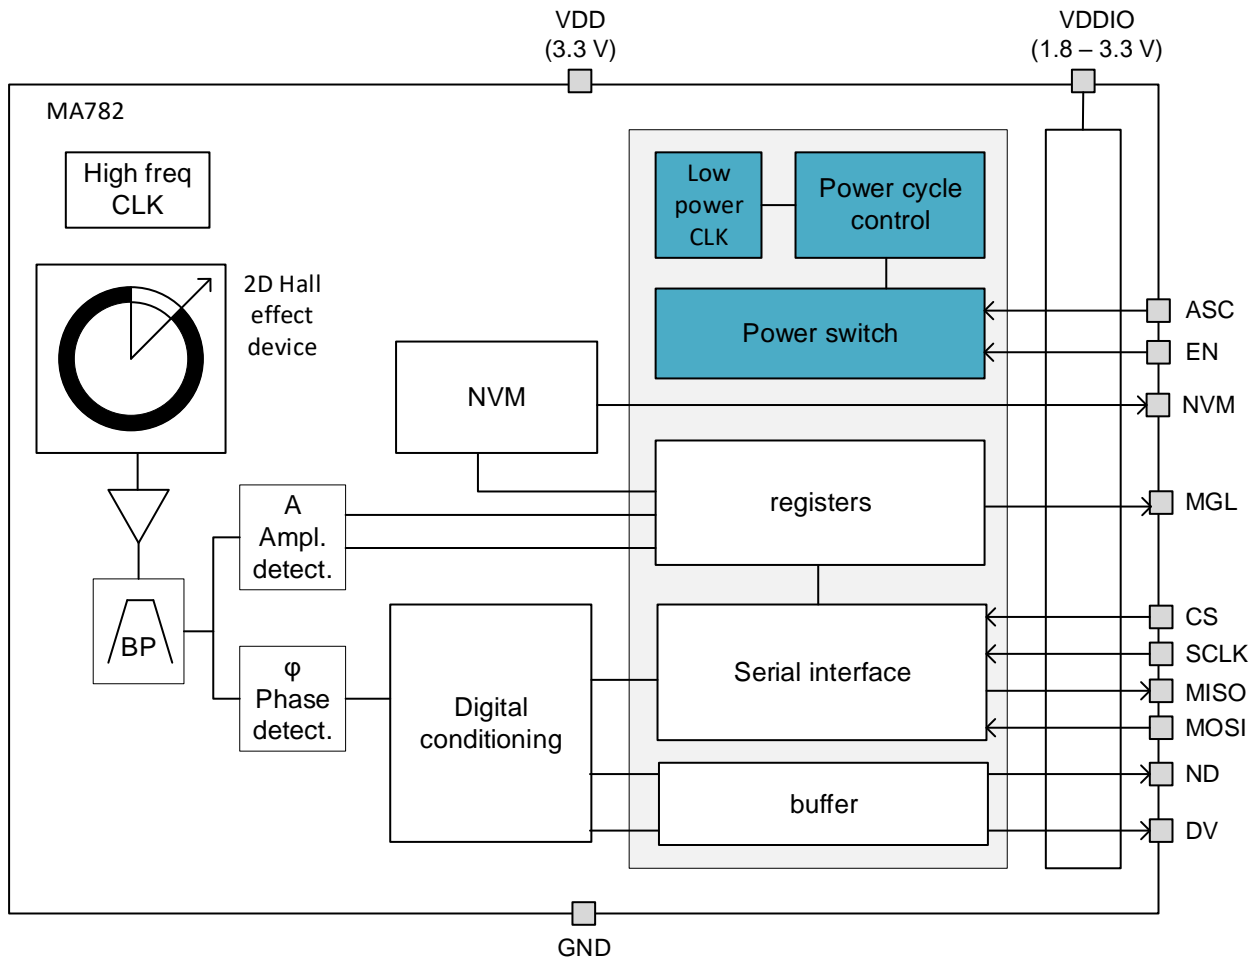 VDD
(3.3 V)
VDDIO
(1.8 – 3.3 V)
MA782
High freq
CLK
Low
power
CLK
Power cycle
control
2D Hall
effect
device
Power switch
ASC
EN
NVM
NVM
A
Ampl.
detect.
registers
MGL
BP
φ
Phase
detect.
Digital
conditioning
Serial interface
CS
SCLK
MISO
MOSI
buffer
ND
DV
GND